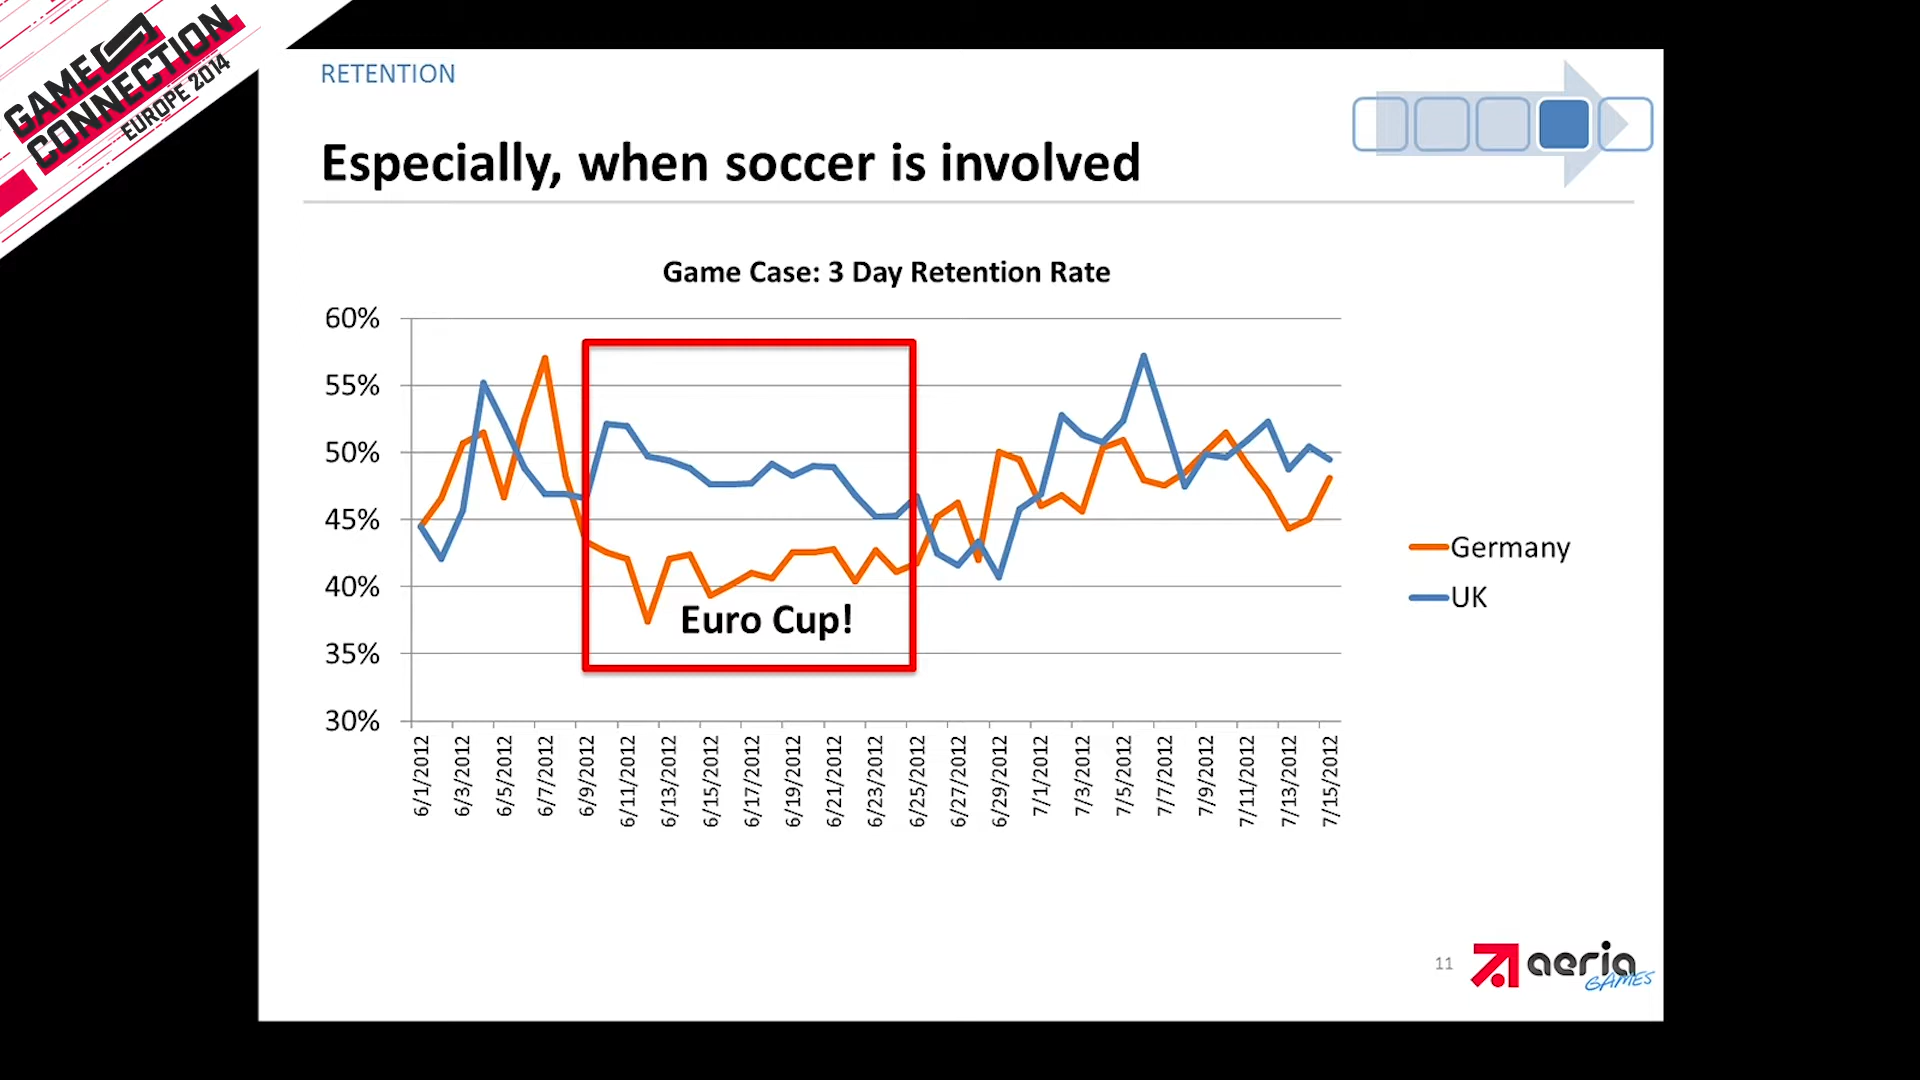 GAME
CONNECTION
EUROPE 2014
RETENTION
Especially, when soccer is involved
Game Case: 3 Day Retention Rate
60%
55%
50%
45%
40%
35%
30%
Euro Cup!
Germany
UK
6/1/2012
6/3/2012
6/5/2012
6/7/2012
6/9/2012
6/11/2012
6/13/2012
6/15/2012
6/17/2012
6/19/2012
6/21/2012
6/23/2012
6/25/2012
6/27/2012
6/29/2012
7/1/2012
7/3/2012
7/5/2012
7/7/2012
7/9/2012
7/11/2012
7/13/2012
7/15/2012
11
aeria
GAMES